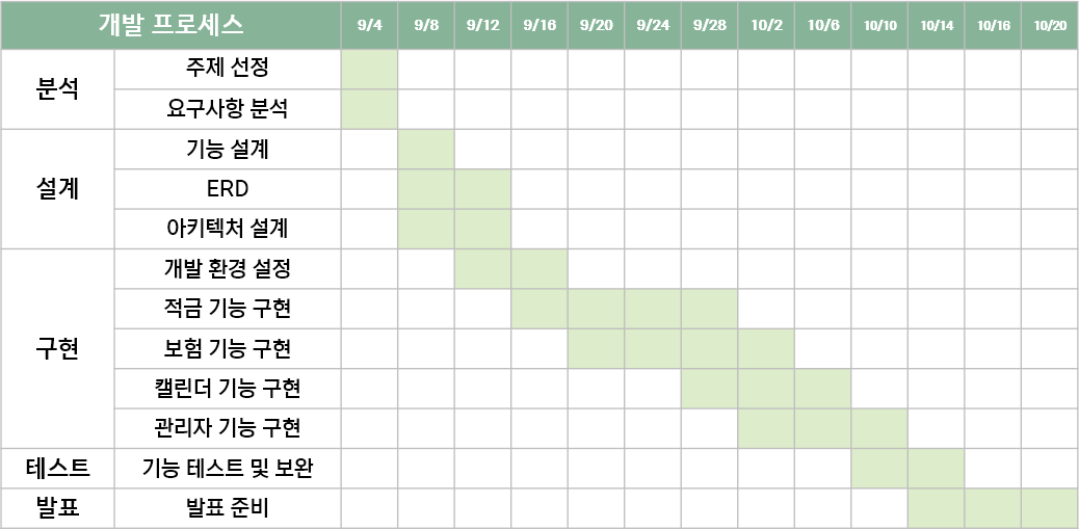 개발 프로세스 9/4 9/8 9/12 9/16 9/20 9/24 9/28 10/2 10/6 10/10 10/14 10/16 10/20
분석
주제 선정
요구사항 분석
설계
기능 설계
ERD
아키텍처 설계
구현
개발 환경 설정
적금 기능 구현
보험 기능 구현
캘린더 기능 구현
관리자 기능 구현
테스트 기능 테스트 및 보완
발표 발표 준비